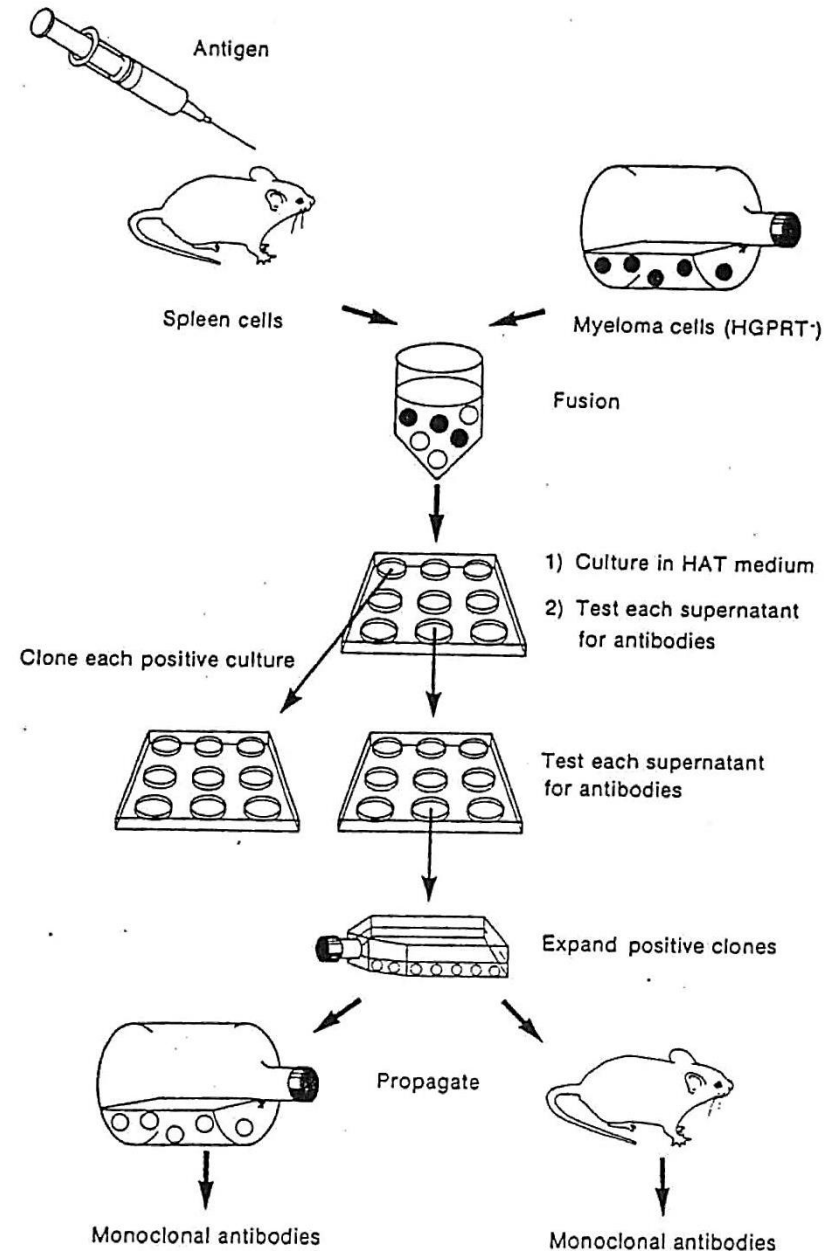 Antigen
Spleen cells
Myeloma cells (HGPRT-)
Fusion
1) Culture in HAT medium
2) Test each supernatant
for antibodies
Clone each positive culture
Test each supernatant
for antibodies
Expand positive clones
Propagate
Monoclonal antibodies
Monoclonal antibodies